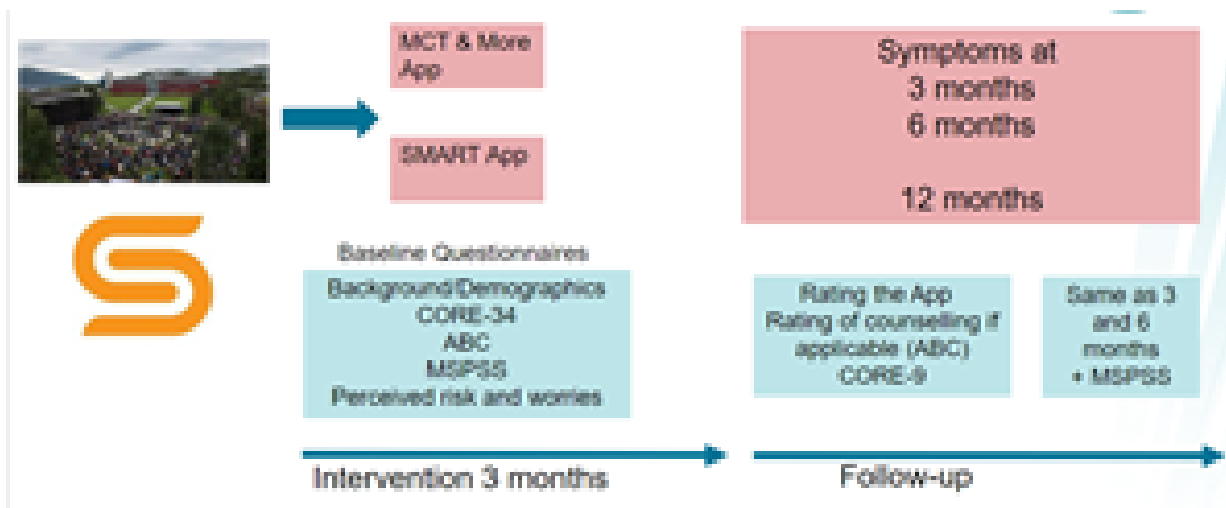 MCT & More
App
SMART App
Symptoms at
3 months
6 months
12 months
Baseline Questionnaires
Background/Demographics
CORE-34
ABC
MSPSS
Perceived risk and worries
Rating the App
Rating of counselling if
applicable (ABC)
CORE-9
Same as 3
and 6
months
+ MSPSS
Intervention 3 months
Follow-up